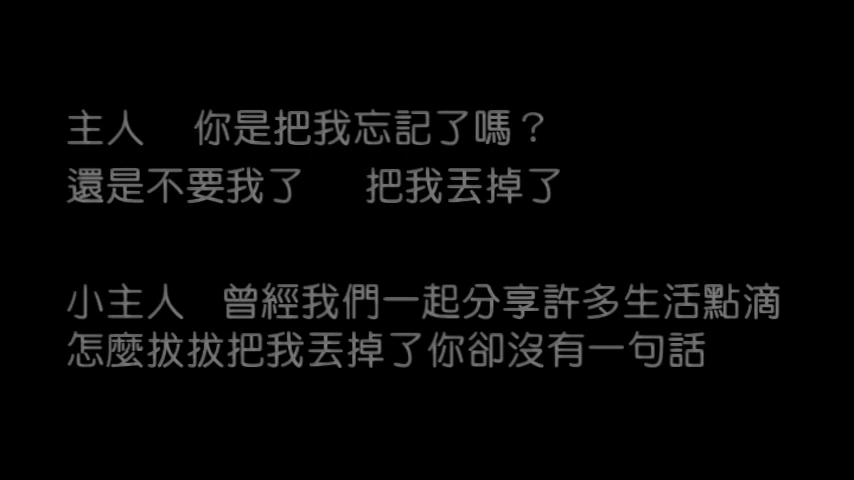 主人 你是把我忘記了嗎？
還是不要我了 把我丟掉了
小主人 曾經我們一起分享許多生活點滴
怎麼拔拔把我丟掉了你卻沒有一句話